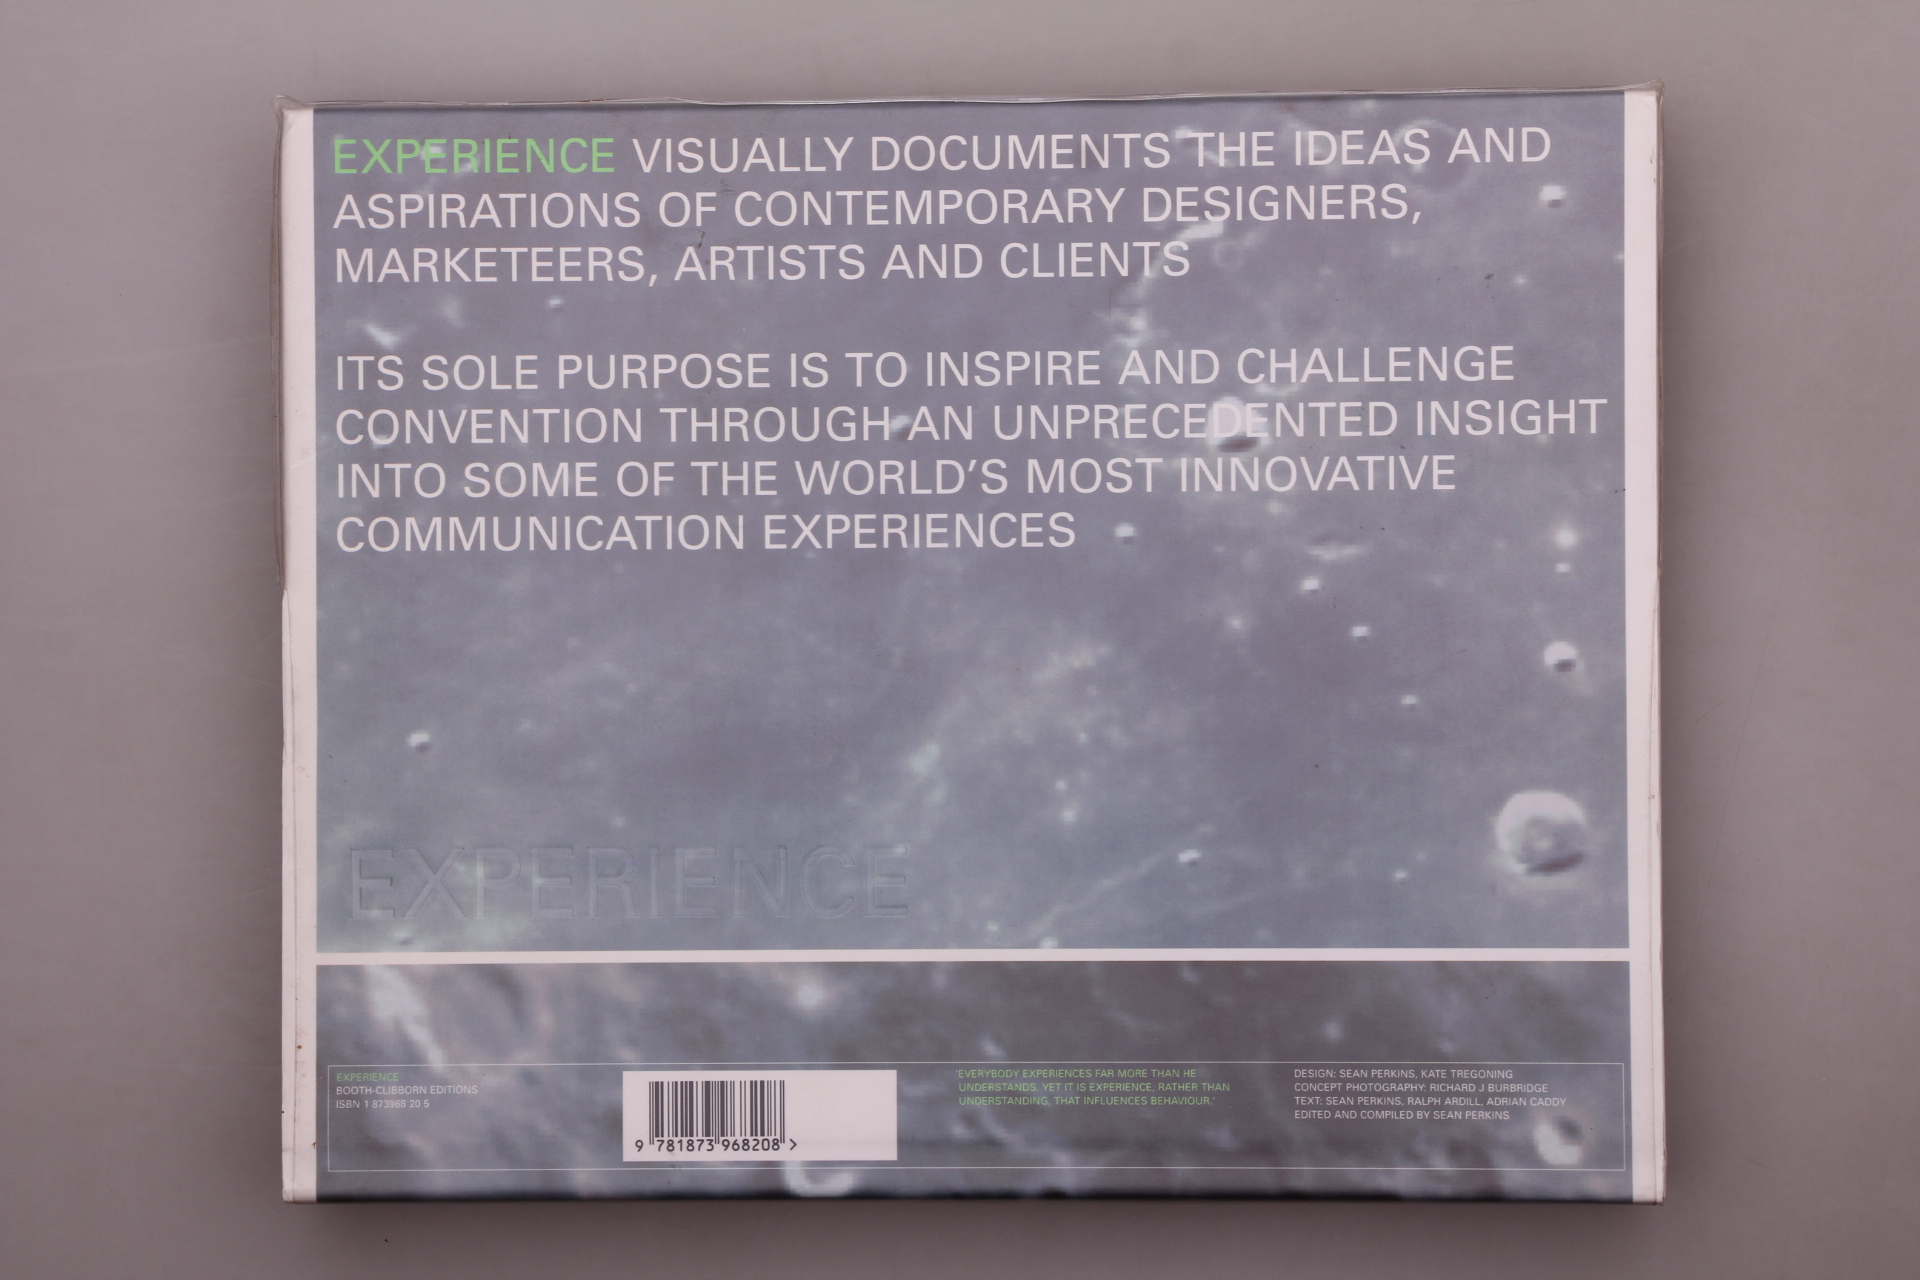 EXPERIENCE VISUALLY DOCUMENTS THE IDEAS AND
ASPIRATIONS OF CONTEMPORARY DESIGNERS,
MARKETEERS, ARTISTS AND CLIENTS
ITS SOLE PURPOSE IS TO INSPIRE AND CHALLENGE
CONVENTION THROUGH AN UNPRECEDENTED INSIGHT
INTO SOME OF THE WORLD'S MOST INNOVATIVE
COMMUNICATION EXPERIENCES
EXPERIENCE
EXPERIENCE
BOOTH-CLIBBORN EDITIONS
ISBN 1 873968 20 5
9 781873 968208 >
'EVERYBODY EXPERIENCES FAR MORE THAN HE
UNDERSTANDS. YET IT IS EXPERIENCE, RATHER THAN
UNDERSTANDING, THAT INFLUENCES BEHAVIOUR.'
DESIGN: SEAN PERKINS, KATE TREGONING
CONCEPT PHOTOGRAPHY: RICHARD J BURBRIDGE
TEXT: SEAN PERKINS, RALPH ARDILL, ADRIAN CADDY
EDITED AND COMPILED BY SEAN PERKINS